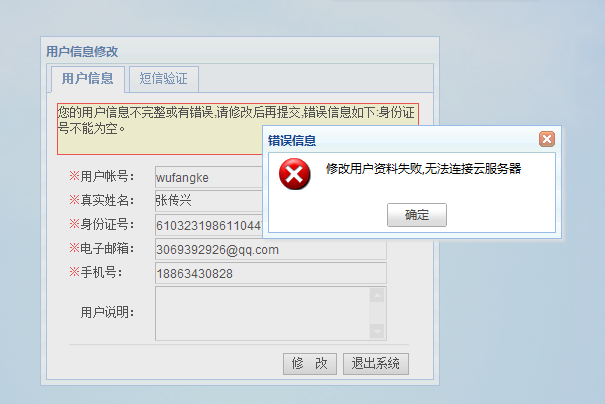 用户信息修改
用户信息
短信验证
您的用户信息不完整或有错误,请修改后再提交,错误信息如下:身份证
号不能为空。
错误信息
修改用户资料失败,无法连接云服务器
确定
※用户帐号： wufangke
※真实姓名： 张传兴
※身份证号： 61032319861104
※电子邮箱： 3069392926@qq.com
※手机号： 18863430828
用户说明：
修 改
退出系统